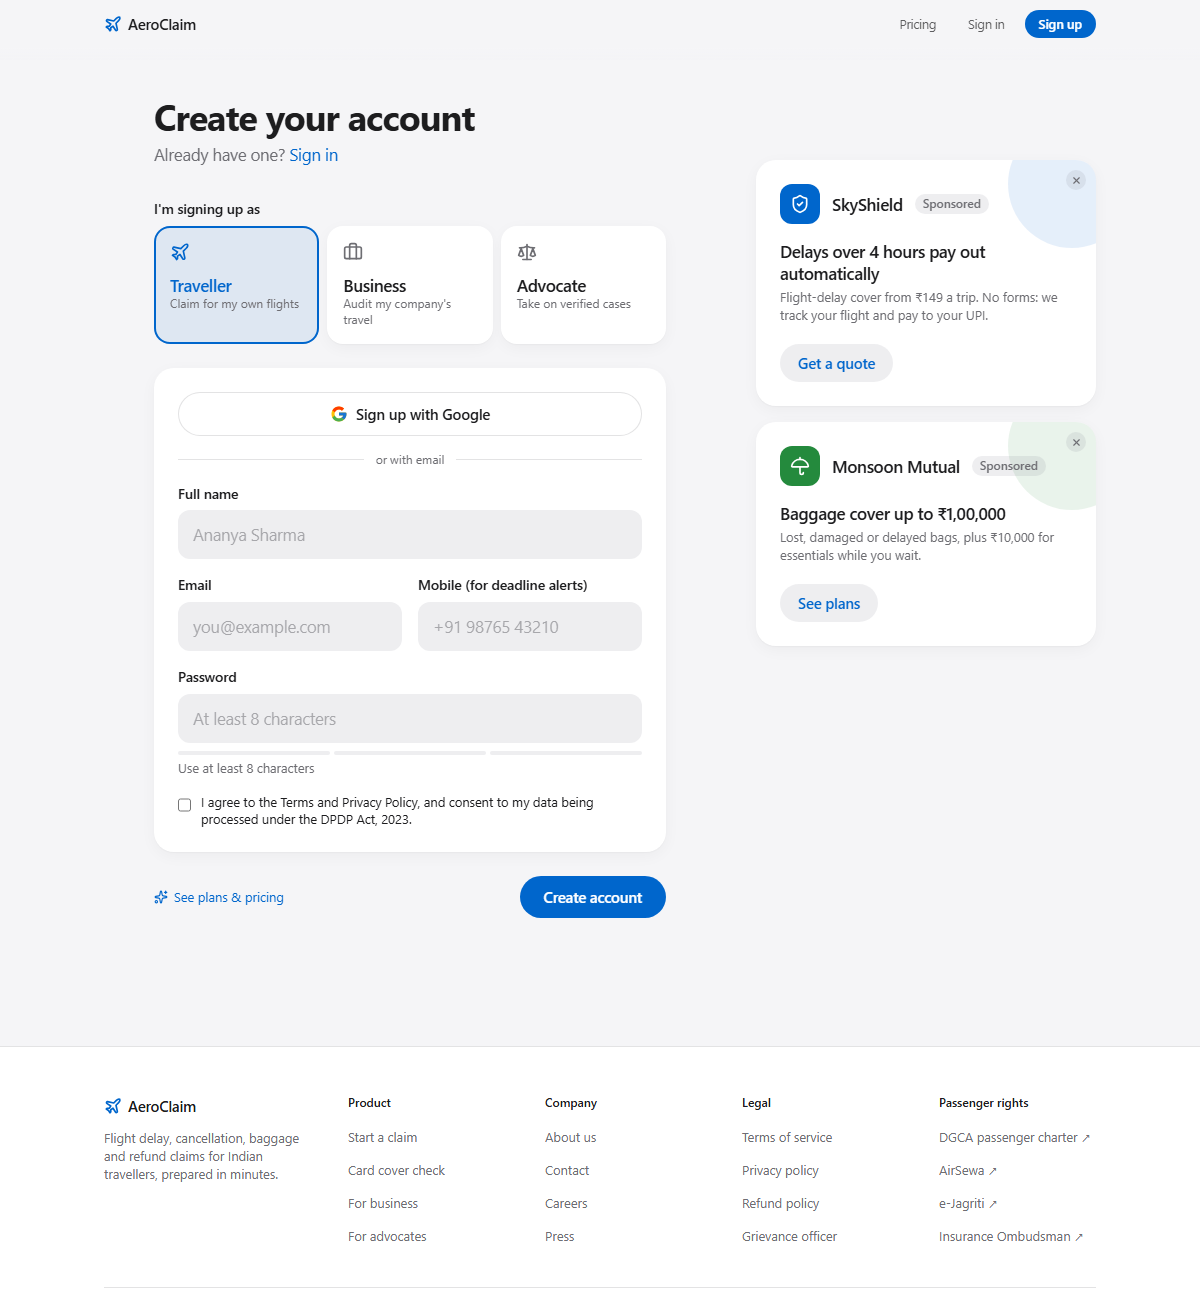 AeroClaim
Pricing
Sign in
Sign up
Create your account
Already have one? Sign in
I'm signing up as
Traveller
Claim for my own flights
Business
Audit my company's
travel
Advocate
Take on verified cases
Sign up with Google
or with email
Full name
Ananya Sharma
Email
you@example.com
Mobile (for deadline alerts)
+91 98765 43210
Password
At least 8 characters
Use at least 8 characters
I agree to the Terms and Privacy Policy, and consent to my data being
processed under the DPDP Act, 2023.
See plans & pricing
Create account
SkyShield
Sponsored
Delays over 4 hours pay out
automatically
Flight-delay cover from ₹149 a trip. No forms: we
track your flight and pay to your UPI.
Get a quote
Monsoon Mutual
Sponsored
Baggage cover up to ₹1,00,000
Lost, damaged or delayed bags, plus ₹10,000 for
essentials while you wait.
See plans
AeroClaim
Flight delay, cancellation, baggage
and refund claims for Indian
travellers, prepared in minutes.
Product
Start a claim
Card cover check
For business
For advocates
Company
About us
Contact
Careers
Press
Legal
Terms of service
Privacy policy
Refund policy
Grievance officer
Passenger rights
DGCA passenger charter ↗
AirSewa ↗
e-Jagriti ↗
Insurance Ombudsman ↗